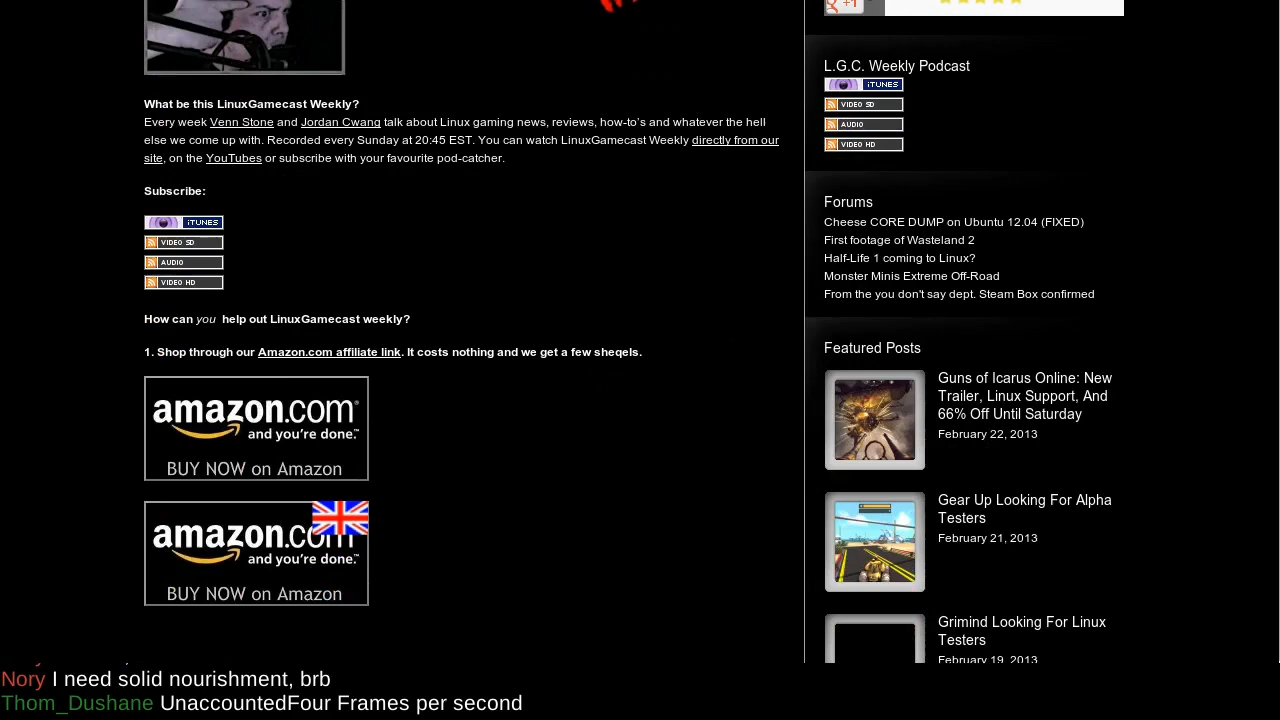 What be this LinuxGamecast Weekly?
Every week Venn Stone and Jordan Cwang talk about Linux gaming news, reviews, how-to's and whatever the hell
else we come up with. Recorded every Sunday at 20:45 EST. You can watch LinuxGamecast Weekly directly from our
site, on the YouTubes or subscribe with your favourite pod-catcher.
Subscribe:
iTUNES
VIDEO SD
AUDIO
VIDEO HD
How can you help out LinuxGamecast weekly?
1. Shop through our Amazon.com affiliate link. It costs nothing and we get a few sheqels.
amazon.com®
and you're done.™
BUY NOW on Amazon
amazon.com
and you're done.™
BUY NOW on Amazon
+1
L.G.C. Weekly Podcast
iTUNES
VIDEO SD
AUDIO
VIDEO HD
Forums
Cheese CORE DUMP on Ubuntu 12.04 (FIXED)
First footage of Wasteland 2
Half-Life 1 coming to Linux?
Monster Minis Extreme Off-Road
From the you don't say dept. Steam Box confirmed
Featured Posts
Guns of Icarus Online: New
Trailer, Linux Support, And
66% Off Until Saturday
February 22, 2013
Gear Up Looking For Alpha
Testers
February 21, 2013
Grimind Looking For Linux
Testers
February 19, 2013
Nory I need solid nourishment, brb
Thom_Dushane UnaccountedFour Frames per second